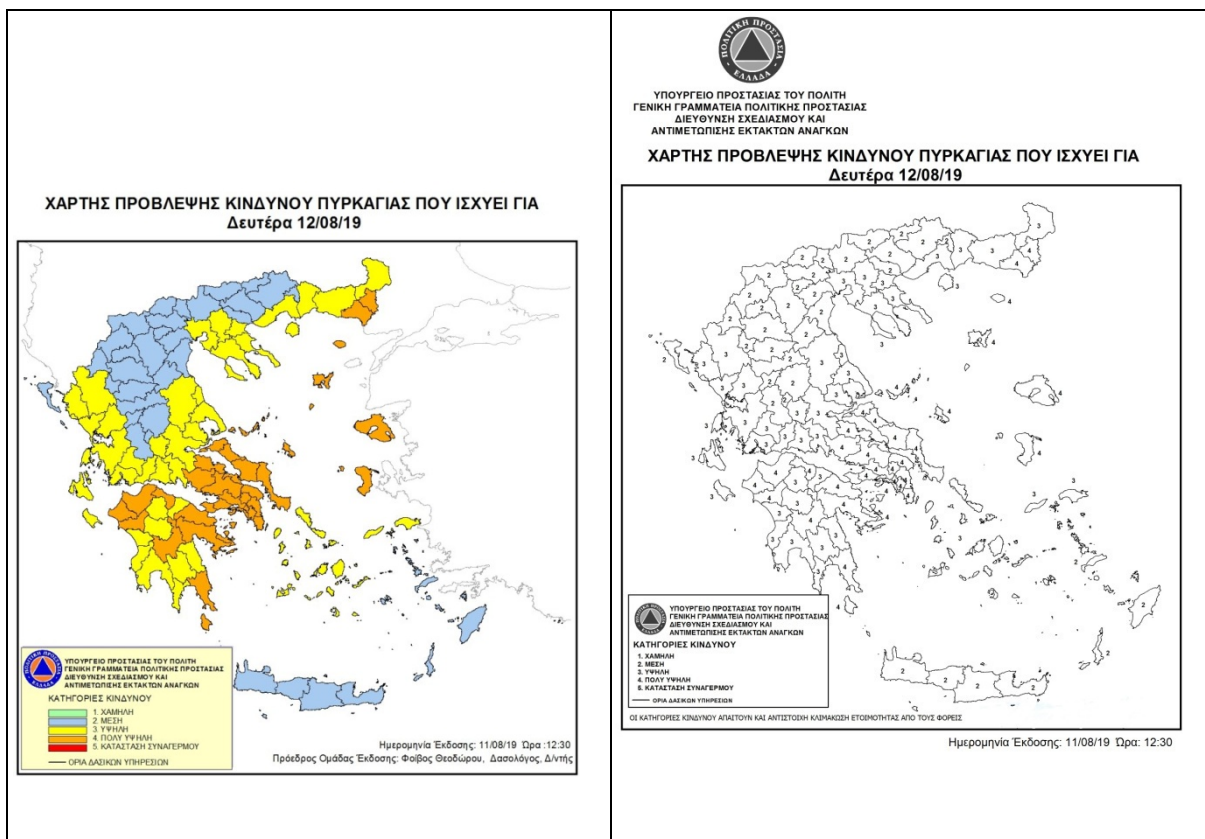 ΧΑΡΤΗΣ ΠΡΟΒΛΕΨΗΣ ΚΙΝΔΥΝΟΥ ΠΥΡΚΑΓΙΑΣ ΠΟΥ ΙΣΧΥΕΙ ΓΙΑ
Δευτέρα 12/08/19
ΥΠΟΥΡΓΕΙΟ ΠΡΟΣΤΑΣΙΑΣ ΤΟΥ ΠΟΛΙΤΗ
ΓΕΝΙΚΗ ΓΡΑΜΜΑΤΕΙΑ ΠΟΛΙΤΙΚΗΣ ΠΡΟΣΤΑΣΙΑΣ
ΔΙΕΥΘΥΝΣΗ ΣΧΕΔΙΑΣΜΟΥ ΚΑΙ
ΑΝΤΙΜΕΤΩΠΙΣΗΣ ΕΚΤΑΚΤΩΝ ΑΝΑΓΚΩΝ
ΚΑΤΗΓΟΡΙΕΣ ΚΙΝΔΥΝΟΥ
1. ΧΑΜΗΛΗ
2. ΜΕΣΗ
3. ΥΨΗΛΗ
4. ΠΟΛΥ ΥΨΗΛΗ
5. ΚΑΤΑΣΤΑΣΗ ΣΥΝΑΓΕΡΜΟΥ
ΟΡΙΑ ΔΑΣΙΚΩΝ ΥΠΗΡΕΣΙΩΝ
Ημερομηνία Έκδοσης: 11/08/19 Ώρα :12:30
Πρόεδρος Ομάδας Έκδοσης: Φοίβος Θεοδώρου, Δασολόγος, Δ/ντής
ΠΟΛΙΤΙΚΗ ΠΡΟΣΤΑΣΙΑ
ΕΛΛΑΔΑ
ΥΠΟΥΡΓΕΙΟ ΠΡΟΣΤΑΣΙΑΣ ΤΟΥ ΠΟΛΙΤΗ
ΓΕΝΙΚΗ ΓΡΑΜΜΑΤΕΙΑ ΠΟΛΙΤΙΚΗΣ ΠΡΟΣΤΑΣΙΑΣ
ΔΙΕΥΘΥΝΣΗ ΣΧΕΔΙΑΣΜΟΥ ΚΑΙ
ΑΝΤΙΜΕΤΩΠΙΣΗΣ ΕΚΤΑΚΤΩΝ ΑΝΑΓΚΩΝ
ΧΑΡΤΗΣ ΠΡΟΒΛΕΨΗΣ ΚΙΝΔΥΝΟΥ ΠΥΡΚΑΓΙΑΣ ΠΟΥ ΙΣΧΥΕΙ ΓΙΑ
Δευτέρα 12/08/19
ΥΠΟΥΡΓΕΙΟ ΠΡΟΣΤΑΣΙΑΣ ΤΟΥ ΠΟΛΙΤΗ
ΓΕΝΙΚΗ ΓΡΑΜΜΑΤΕΙΑ ΠΟΛΙΤΙΚΗΣ ΠΡΟΣΤΑΣΙΑΣ
ΔΙΕΥΘΥΝΣΗ ΣΧΕΔΙΑΣΜΟΥ ΚΑΙ
ΑΝΤΙΜΕΤΩΠΙΣΗΣ ΕΚΤΑΚΤΩΝ ΑΝΑΓΚΩΝ
ΚΑΤΗΓΟΡΙΕΣ ΚΙΝΔΥΝΟΥ
1. ΧΑΜΗΛΗ
2. ΜΕΣΗ
3. ΥΨΗΛΗ
4. ΠΟΛΥ ΥΨΗΛΗ
5. ΚΑΤΑΣΤΑΣΗ ΣΥΝΑΓΕΡΜΟΥ
ΟΡΙΑ ΔΑΣΙΚΩΝ ΥΠΗΡΕΣΙΩΝ
ΟΙ ΚΑΤΗΓΟΡΙΕΣ ΚΙΝΔΥΝΟΥ ΑΠΑΙΤΟΥΝ ΚΑΙ ΑΝΤΙΣΤΟΙΧΗ ΚΛΙΜΑΚΩΣΗ ΕΤΟΙΜΟΤΗΤΑΣ ΑΠΟ ΤΟΥΣ ΦΟΡΕΙΣ
Ημερομηνία Έκδοσης: 11/08/19 Ώρα: 12:30